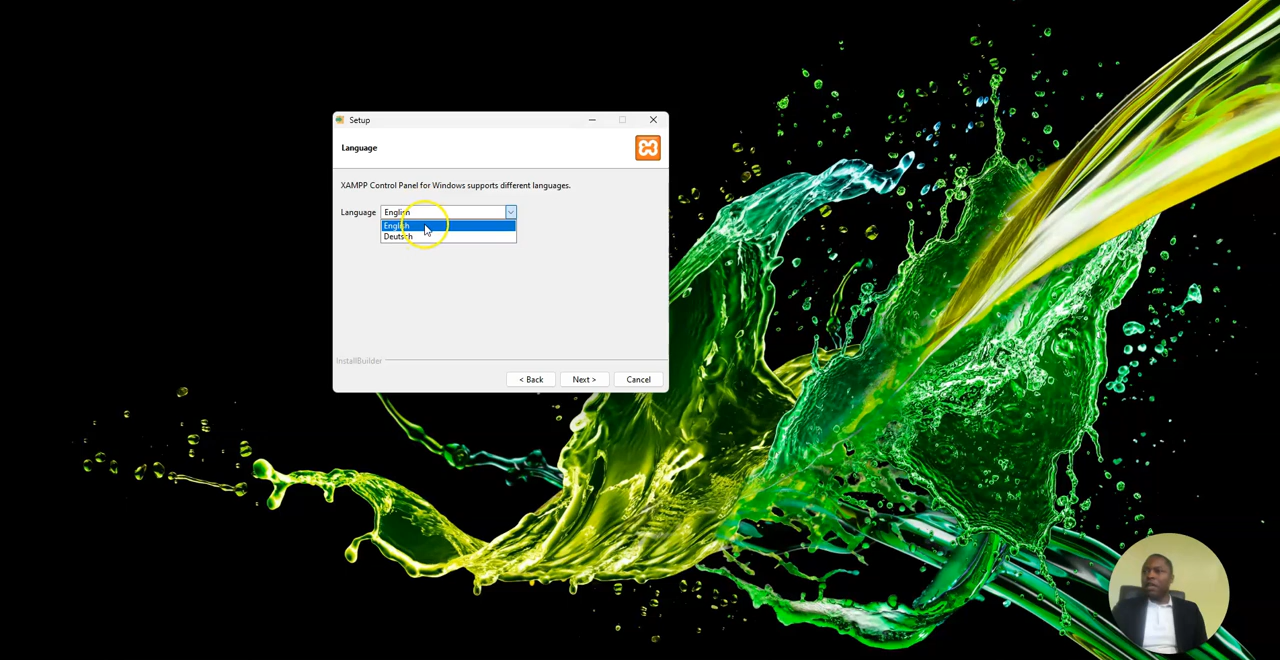 Setup
Language
XAMPP Control Panel for Windows supports different languages.
Language English
English
Deutsch
InstallBuilder
< Back Next > Cancel